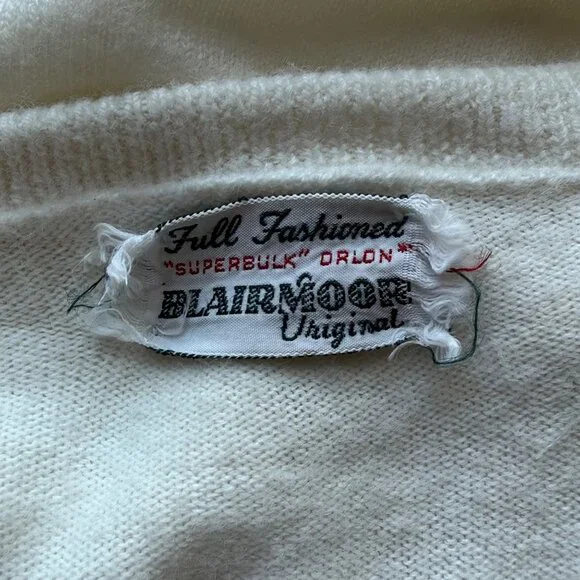 Full Fashioned
"SUPERBULK" ORLON*
BLAIRMOOR
Original